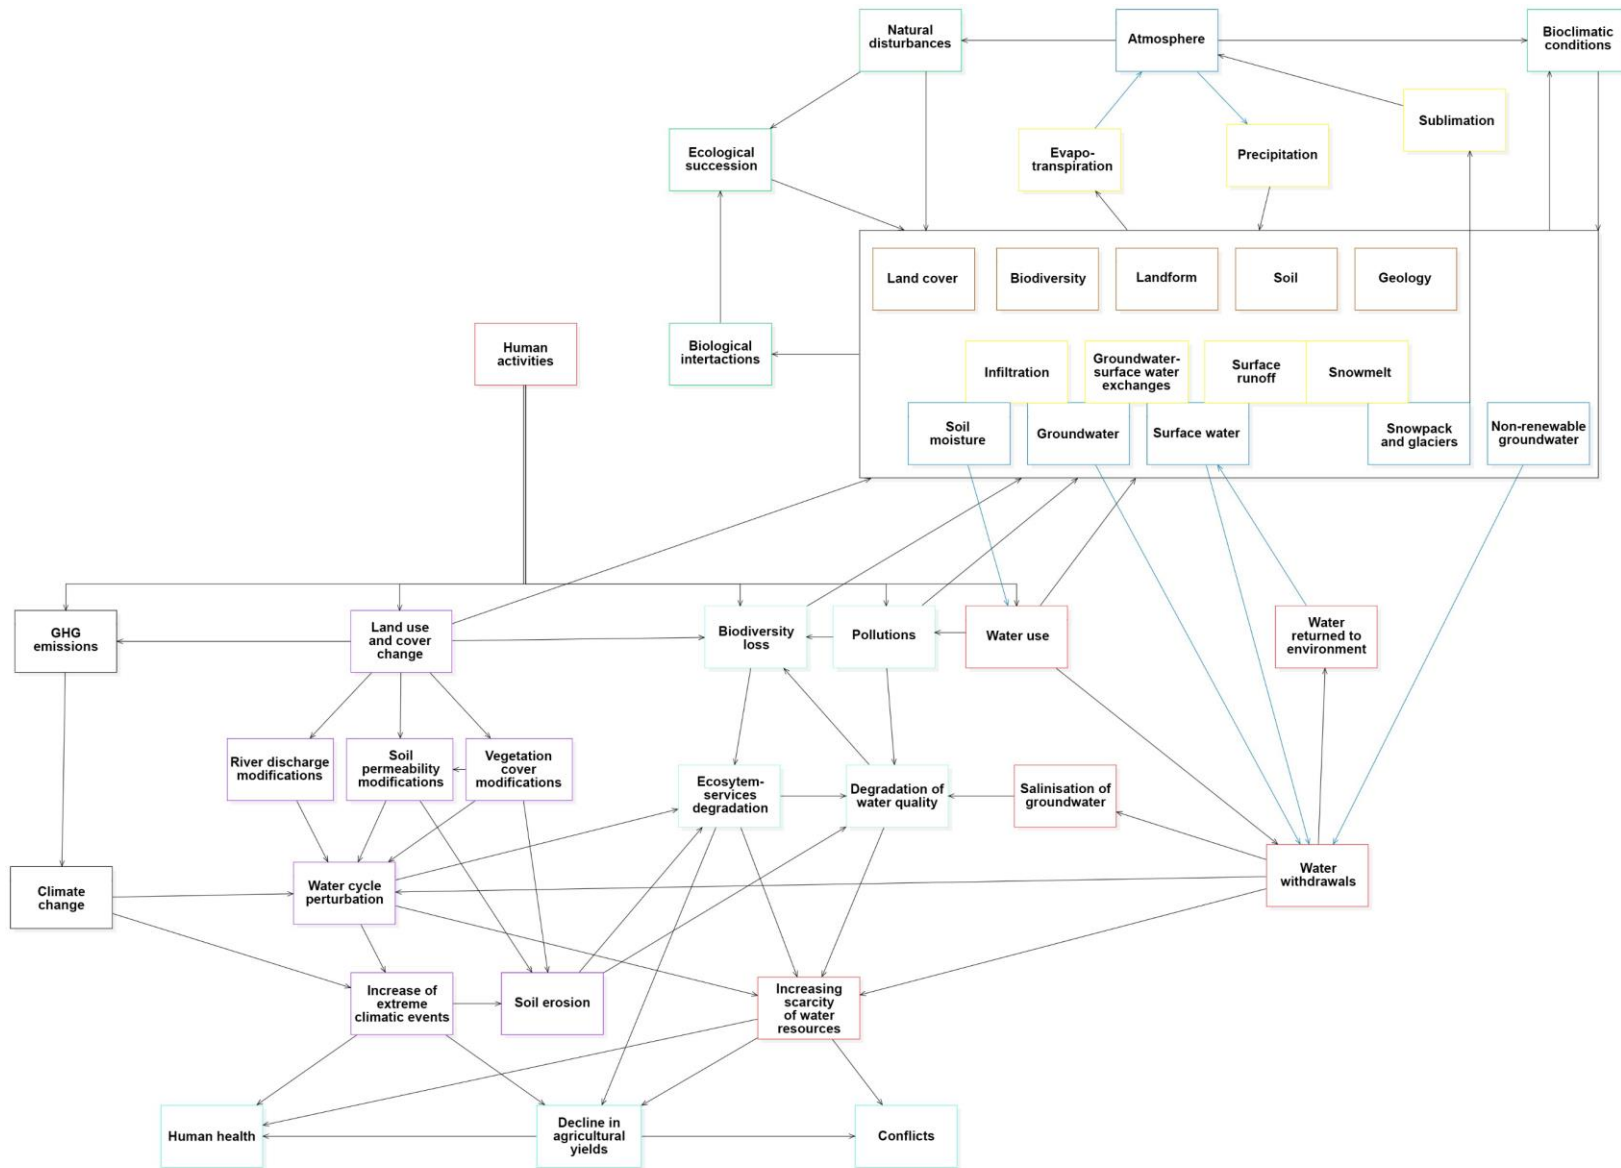 Natural
disturbances
Atmosphere
Bioclimatic
conditions
Sublimation
Ecological
succession
Evapo-
transpiration
Precipitation
Land cover
Biodiversity
Landform
Soil
Geology
Human
activities
Biological
intertactions
Infiltration
Groundwater-
surface water
exchanges
Surface
runoff
Snowmelt
Soil
moisture
Groundwater
Surface water
Snowpack
and glaciers
Non-renewable
groundwater
GHG
emissions
Land use
and cover
change
Biodiversity
loss
Pollutions
Water use
Water
returned to
environment
River discharge
modifications
Soil
permeability
modifications
Vegetation
cover
modifications
Ecosytem-
services
degradation
Degradation of
water quality
Salinisation of
groundwater
Climate
change
Water cycle
perturbation
Water
withdrawals
Increase of
extreme
climatic events
Soil erosion
Increasing
scarcity
of water
resources
Human health
Decline in
agricultural
yields
Conflicts